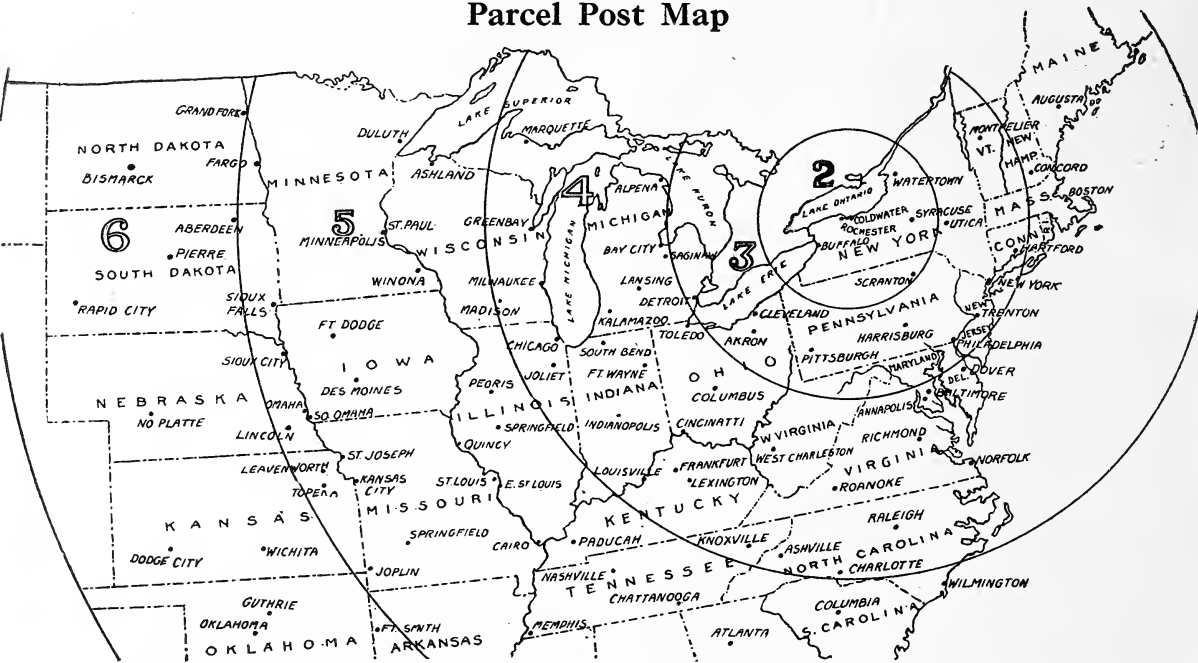 Parcel Post Map
MAINE
AUGUSTA
GRANDFORK
LAKE SUPERIOR
DULUTH
MARQUETTE
MONTPELIER
VT.
NEW
HAMP.
CONCORD
NORTH DAKOTA
FARGO
BISMARCK
MINNESOTA
ASHLAND
4
ALPENA
LAKE HURON
2
WATERTOWN
LAKE ONTARIO
BOSTON
MASS.
6
ABERDEEN
5
ST. PAUL
MINNEAPOLIS
GREENBAY
WISCONSIN
MICHIGAN
COLDWATER
ROCHESTER
SYRACUSE
UTICA
BUFFALO
NEW YORK
CONN.
HARTFORD
PIERRE
SOUTH DAKOTA
BAY CITY
SAGINAW
3
LAKE MICHIGAN
LAKE ERIE
WINONA
MILWAUKEE
LANSING
DETROIT
SCRANTON
NEW YORK
RAPID CITY
SIOUX
FALLS
MADISON
KALAMAZOO
CLEVELAND
PENNSYLVANIA
NEW
JERSEY
TRENTON
FT DODGE
TOLEDO
AKRON
HARRISBURG
PHILADELPHIA
CHICAGO
SOUTH BEND
PITTSBURGH
SIOUX CITY
IOWA
JOLIET
FT. WAYNE
OHIO
MARYLAND
DEL.
DOVER
DES MOINES
PEORIS
INDIANA
COLUMBUS
BALTIMORE
NEBRASKA
NO PLATTE
OMAHA
SO OMAHA
ILLINOIS
SPRINGFIELD
INDIANAPOLIS
CINCINATTI
ANNAPOLIS
LINCOLN
QUINCY
W VIRGINIA
RICHMOND
ST. JOSEPH
WEST CHARLESTON
VIRGINIA
NORFOLK
LEAVENWORTH
TOPEKA
KANSAS
CITY
ST. LOUIS
E. ST LOUIS
LOUISVILLE
FRANKFURT
LEXINGTON
ROANOKE
MISSOURI
KENTUCKY
KANSAS
RALEIGH
SPRINGFIELD
CAIRO
PADUCAH
KNOXVILLE
ASHVILLE
NORTH CAROLINA
DODGE CITY
WICHITA
JOPLIN
NASHVILLE
TENNESSEE
CHARLOTTE
WILMINGTON
CHATTANOOGA
GUTHRIE
COLUMBIA
OKLAHOMA
FT. SMITH
MEMPHIS
ATLANTA
S. CAROLINA
OKLAHOMA
ARKANSAS